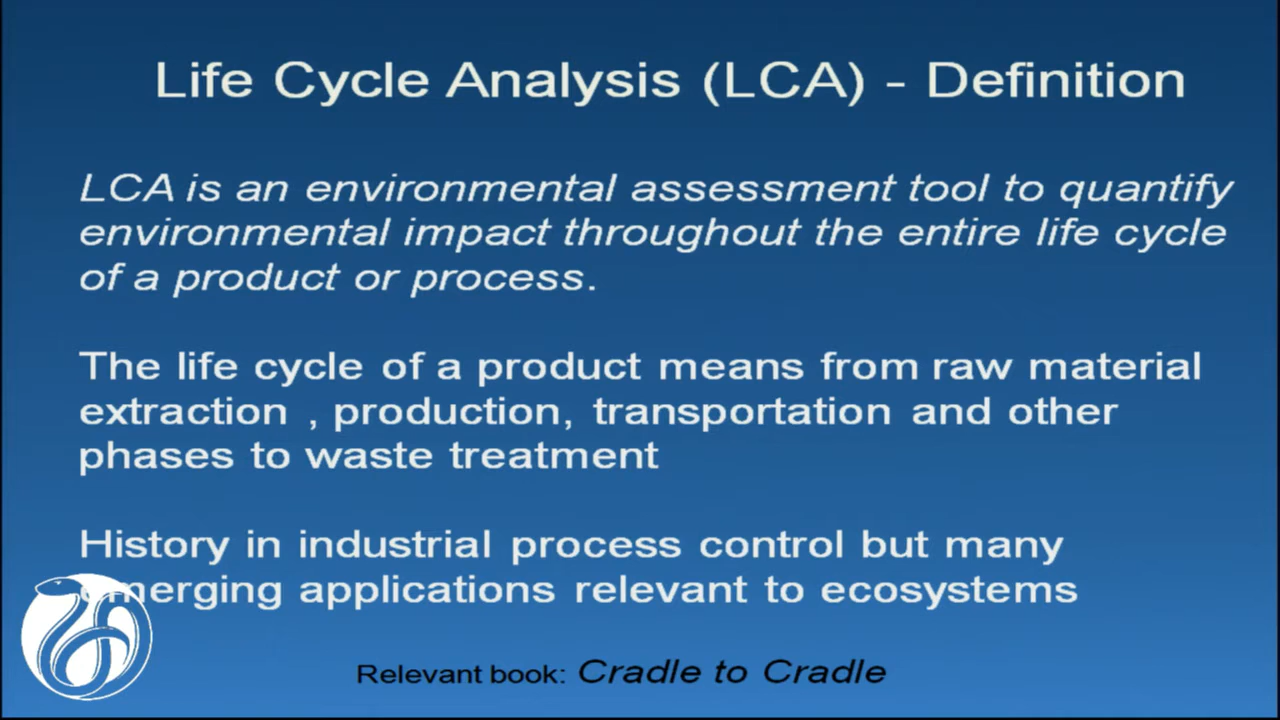 Life Cycle Analysis (LCA) - Definition
LCA is an environmental assessment tool to quantify
environmental impact throughout the entire life cycle
of a product or process.
The life cycle of a product means from raw material
extraction , production, transportation and other
phases to waste treatment
History in industrial process control but many
emerging applications relevant to ecosystems
Relevant book: Cradle to Cradle